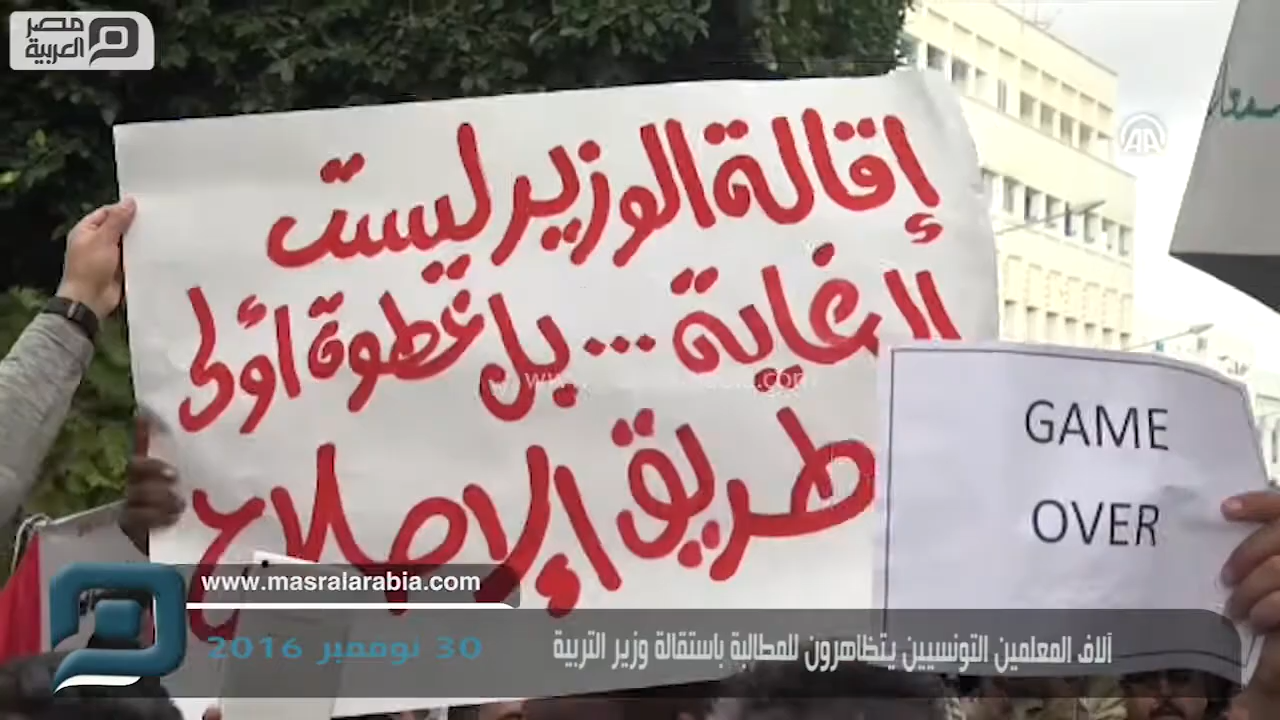 مصر
العربية
AA
إقالة الوزير ليست
الغاية ... بل خطوة أولى
طريق الإصلاح
GAME
OVER
www.masralarabia.com
آلاف المعلمين التونسيين يتظاهرون للمطالبة باستقالة وزير التربية
30 نوفمبر 2016